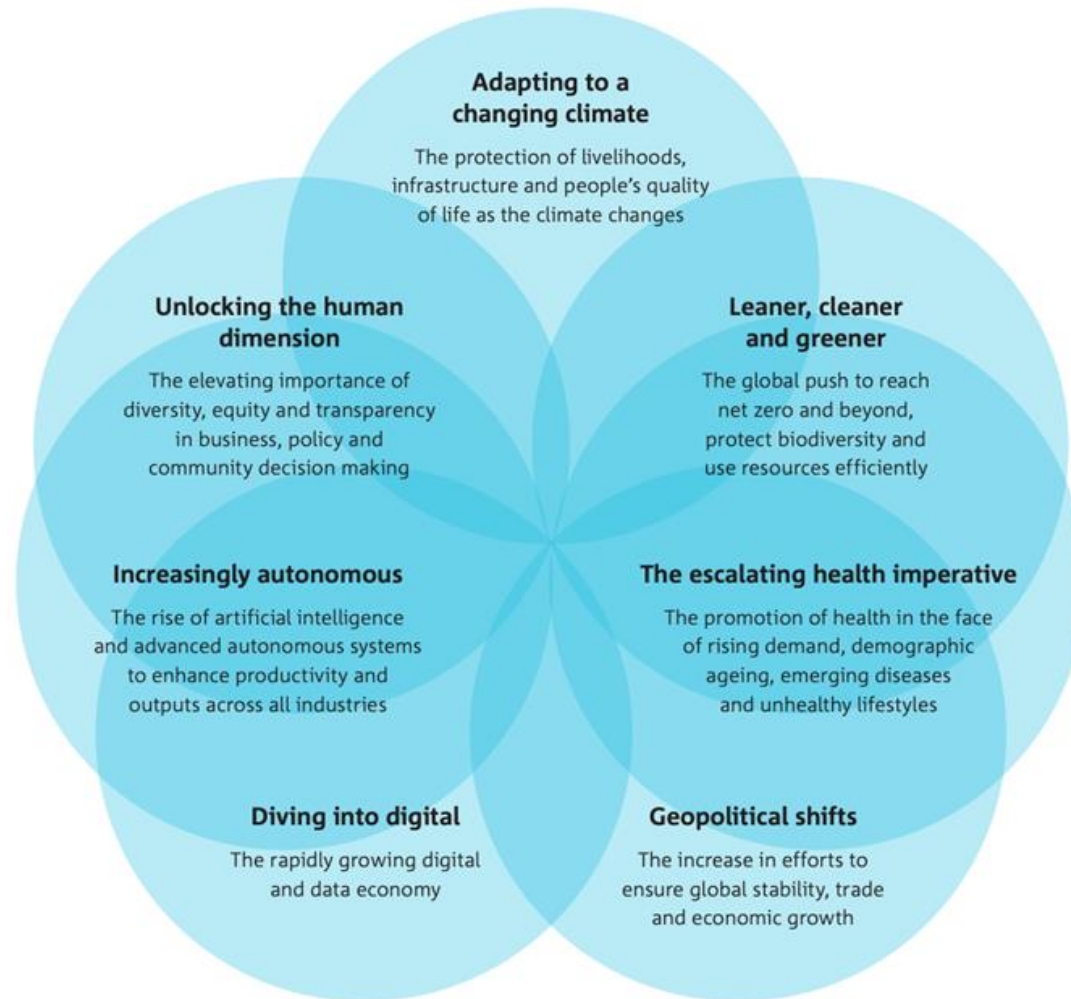 Adapting to a
changing climate
The protection of livelihoods,
infrastructure and people's quality
of life as the climate changes
Unlocking the human
dimension
The elevating importance of
diversity, equity and transparency
in business, policy and
community decision making
Leaner, cleaner
and greener
The global push to reach
net zero and beyond,
protect biodiversity and
use resources efficiently
Increasingly autonomous
The rise of artificial intelligence
and advanced autonomous systems
to enhance productivity and
outputs across all industries
The escalating health imperative
The promotion of health in the face
of rising demand, demographic
ageing, emerging diseases
and unhealthy lifestyles
Diving into digital
The rapidly growing digital
and data economy
Geopolitical shifts
The increase in efforts to
ensure global stability, trade
and economic growth